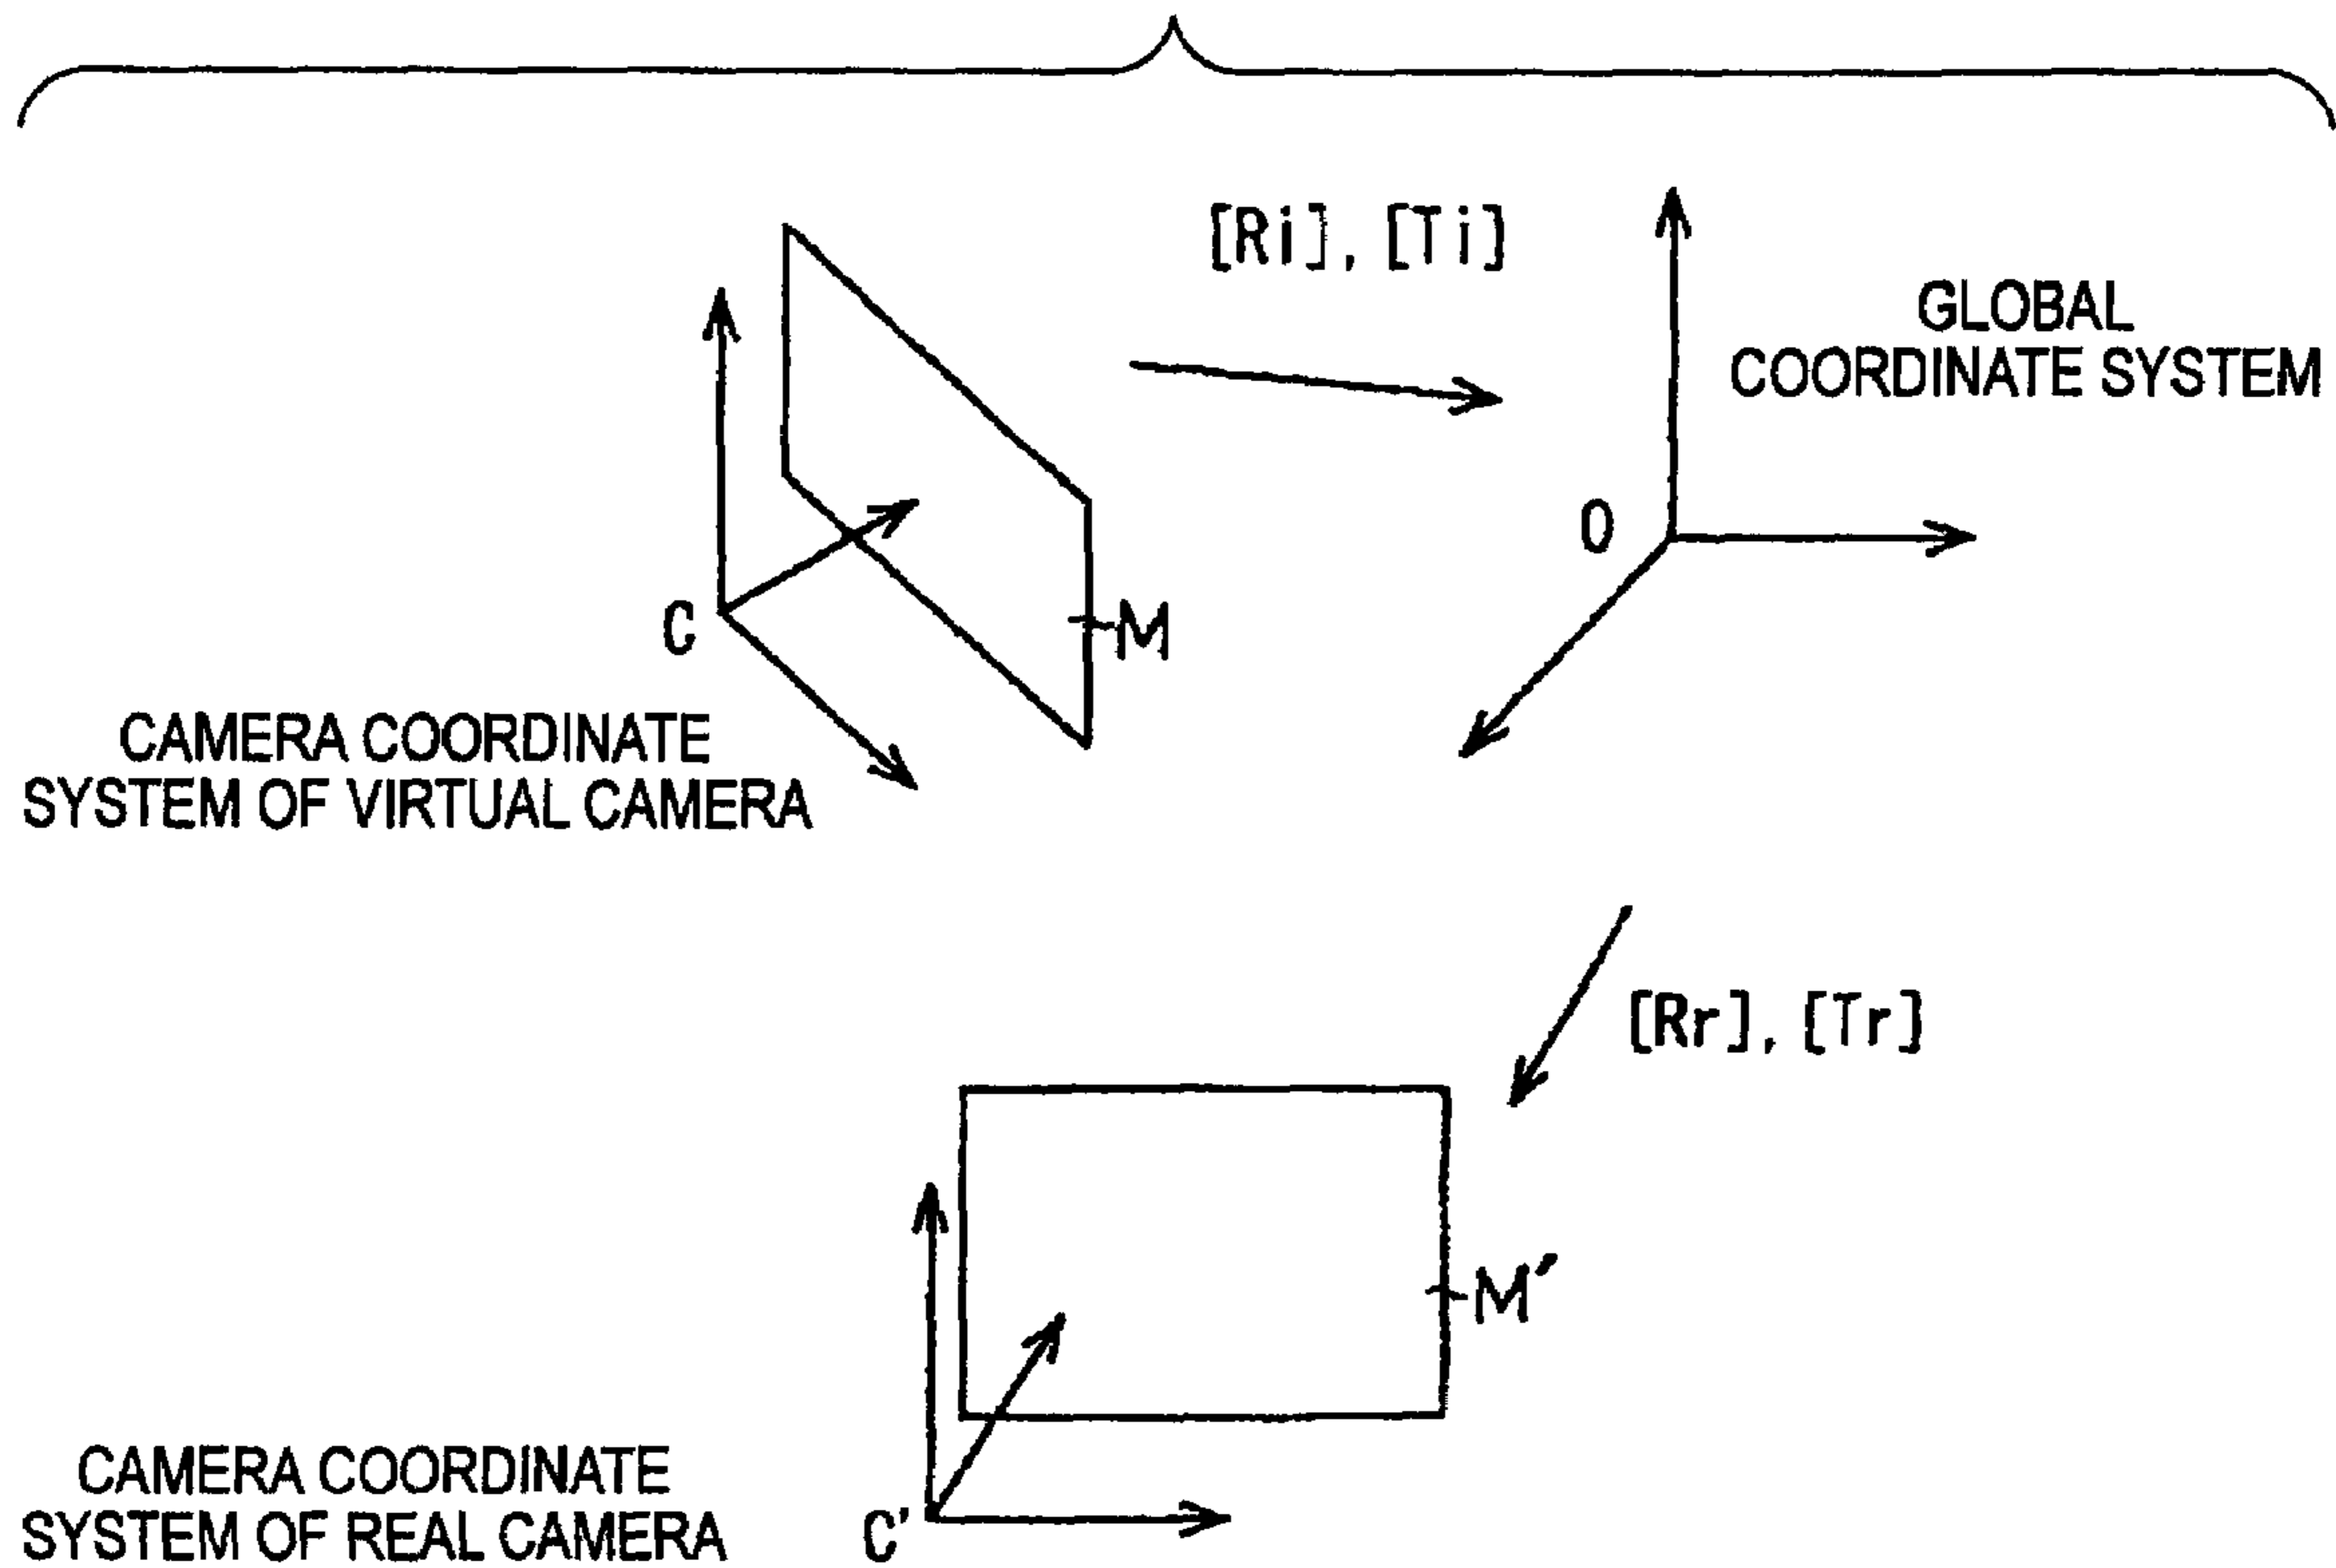 [Ri], [Ti]
GLOBAL
COORDINATE SYSTEM
O
C
M
CAMERA COORDINATE
SYSTEM OF VIRTUAL CAMERA
[Rr], [Tr]
M'
CAMERA COORDINATE
SYSTEM OF REAL CAMERA
C'